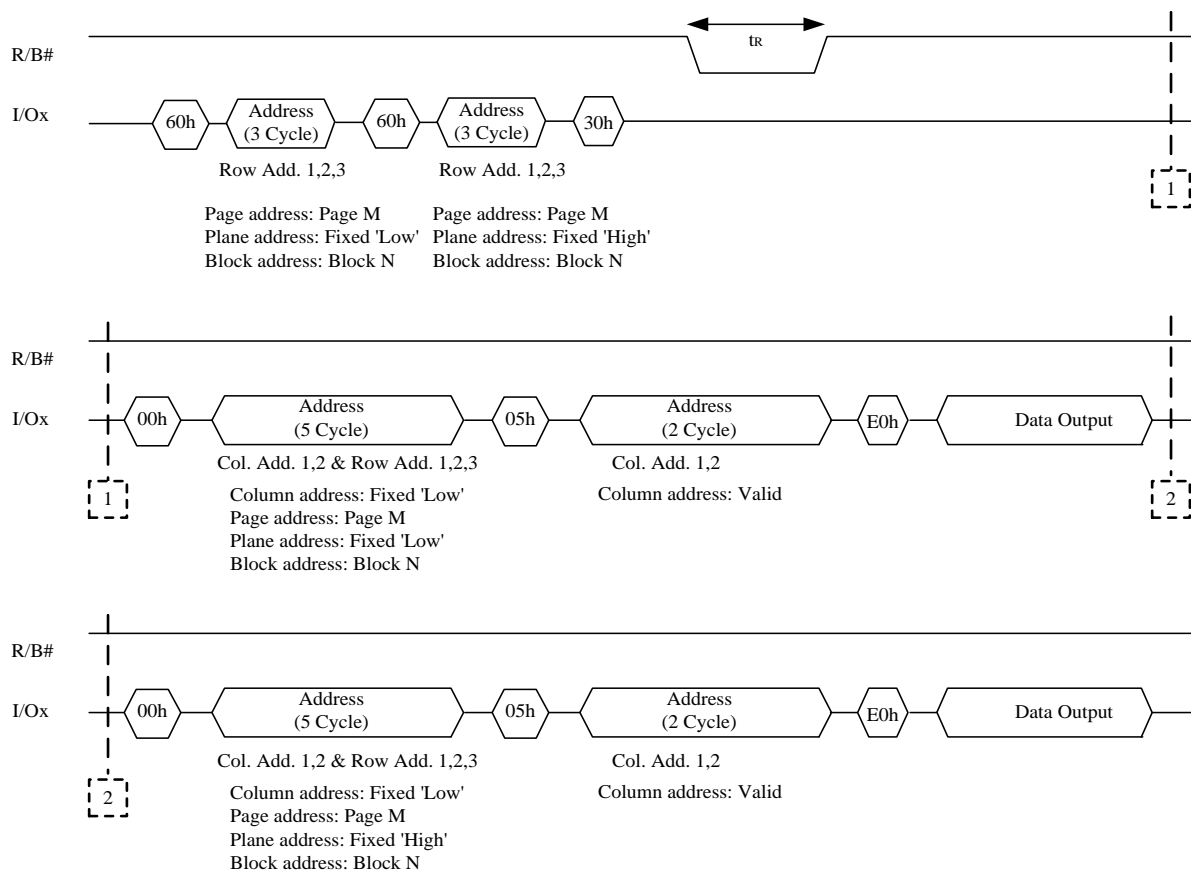 tR
R/B#
I/Ox
60h
Address
(3 Cycle)
60h
Address
(3 Cycle)
30h
Row Add. 1,2,3
Row Add. 1,2,3
Page address: Page M
Plane address: Fixed 'Low'
Block address: Block N
Page address: Page M
Plane address: Fixed 'High'
Block address: Block N
1
R/B#
I/Ox
00h
Address
(5 Cycle)
05h
Address
(2 Cycle)
E0h
Data Output
Col. Add. 1,2 & Row Add. 1,2,3
Col. Add. 1,2
1
Column address: Fixed 'Low'
Page address: Page M
Plane address: Fixed 'Low'
Block address: Block N
Column address: Valid
2
R/B#
I/Ox
00h
Address
(5 Cycle)
05h
Address
(2 Cycle)
E0h
Data Output
Col. Add. 1,2 & Row Add. 1,2,3
Col. Add. 1,2
2
Column address: Fixed 'Low'
Page address: Page M
Plane address: Fixed 'High'
Block address: Block N
Column address: Valid